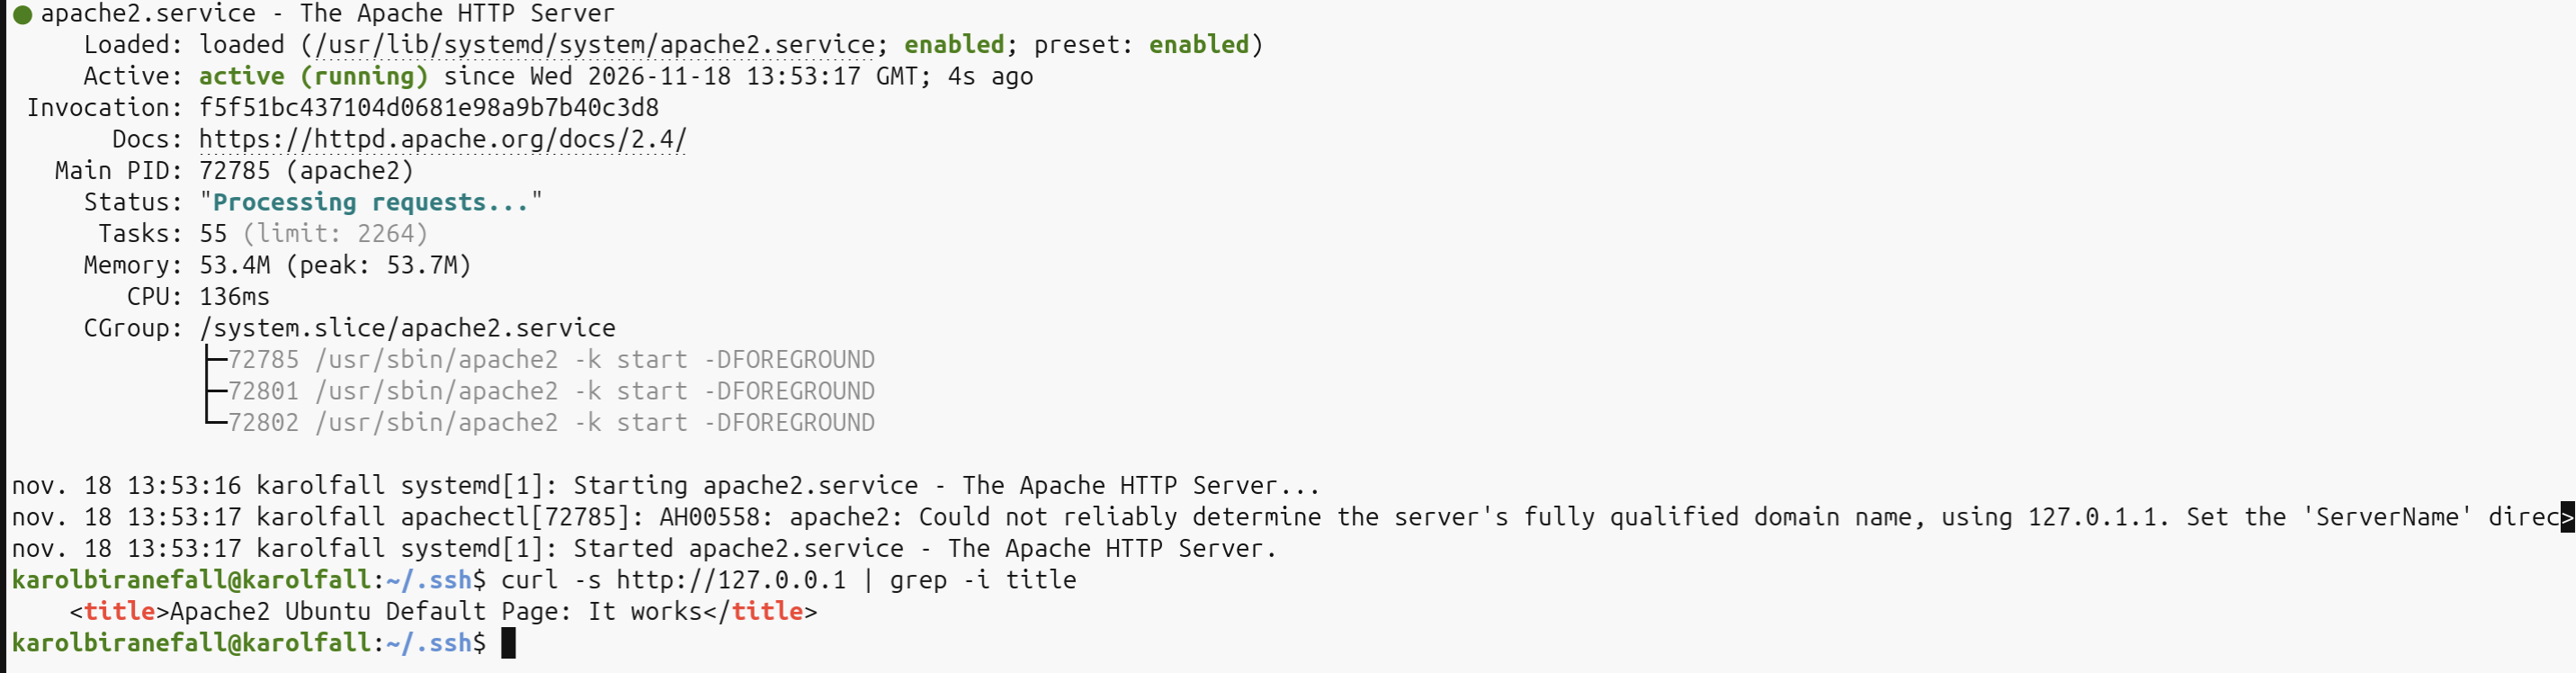 ● apache2.service - The Apache HTTP Server
     Loaded: loaded (/usr/lib/systemd/system/apache2.service; enabled; preset: enabled)
     Active: active (running) since Wed 2026-11-18 13:53:17 GMT; 4s ago
 Invocation: f5f51bc437104d0681e98a9b7b40c3d8
       Docs: https://httpd.apache.org/docs/2.4/
   Main PID: 72785 (apache2)
     Status: "Processing requests..."
      Tasks: 55 (limit: 2264)
     Memory: 53.4M (peak: 53.7M)
        CPU: 136ms
     CGroup: /system.slice/apache2.service
             ├─72785 /usr/sbin/apache2 -k start -DFOREGROUND
             ├─72801 /usr/sbin/apache2 -k start -DFOREGROUND
             └─72802 /usr/sbin/apache2 -k start -DFOREGROUND
nov. 18 13:53:16 karolfall systemd[1]: Starting apache2.service - The Apache HTTP Server...
nov. 18 13:53:17 karolfall apachectl[72785]: AH00558: apache2: Could not reliably determine the server's fully qualified domain name, using 127.0.1.1. Set the 'ServerName' direc>
nov. 18 13:53:17 karolfall systemd[1]: Started apache2.service - The Apache HTTP Server.
karolbiranefall@karolfall:~/.ssh$ curl -s http://127.0.0.1 | grep -i title
    <title>Apache2 Ubuntu Default Page: It works</title>
karolbiranefall@karolfall:~/.ssh$